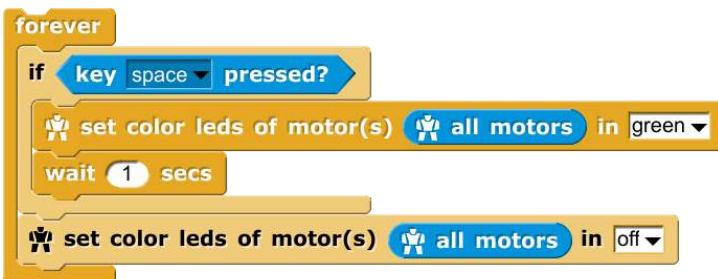 forever
if key space pressed?
set color leds of motor(s) all motors in green
wait 1 secs
set color leds of motor(s) all motors in off